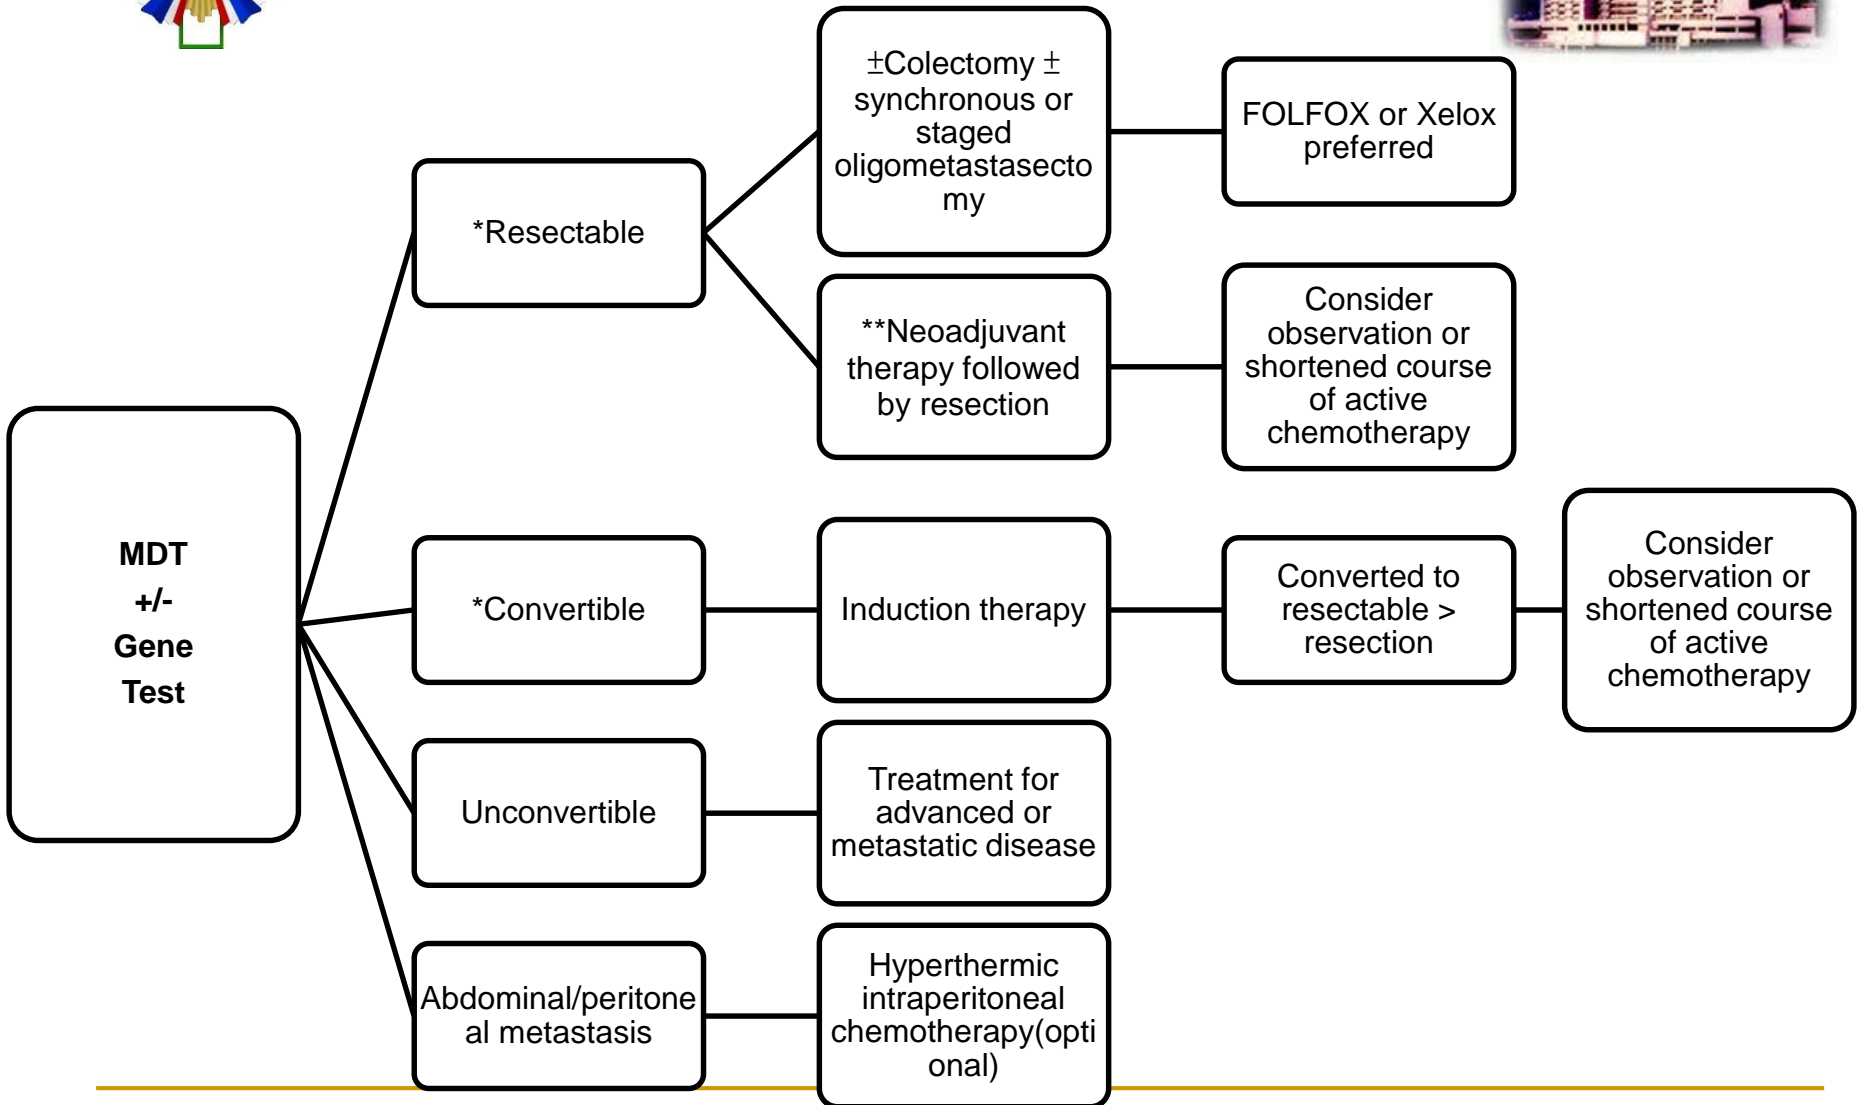 MDT
+/-
Gene
Test
*Resectable
±Colectomy ±
synchronous or
staged
oligometastasecto
my
FOLFOX or Xelox
preferred
**Neoadjuvant
therapy followed
by resection
Consider
observation or
shortened course
of active
chemotherapy
*Convertible
Induction therapy
Converted to
resectable >
resection
Consider
observation or
shortened course
of active
chemotherapy
Unconvertible
Treatment for
advanced or
metastatic disease
Abdominal/peritone
al metastasis
Hyperthermic
intraperitoneal
chemotherapy(opti
onal)